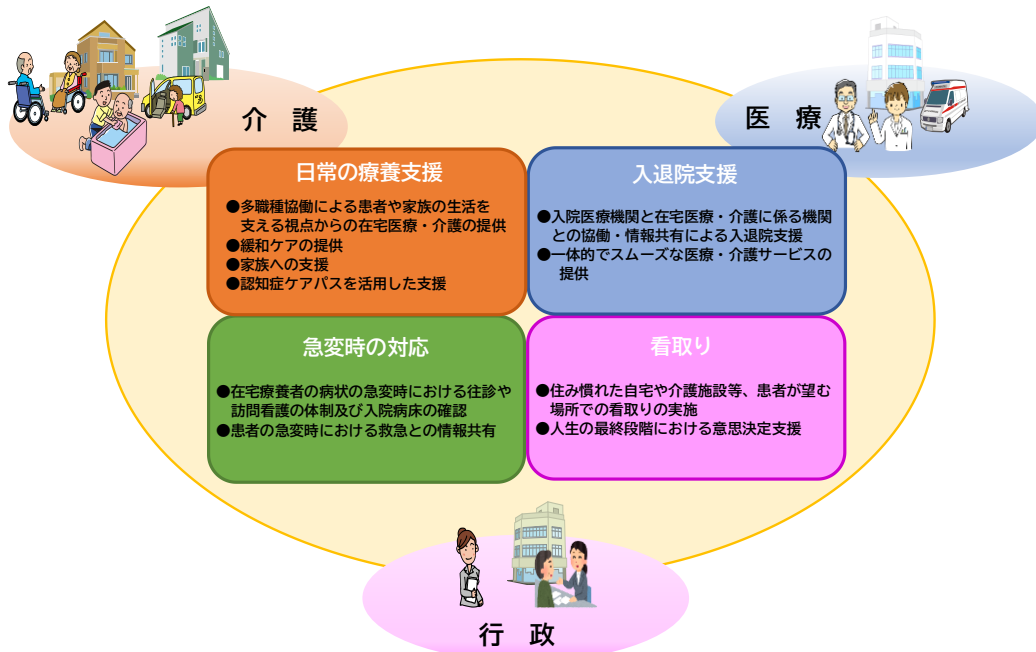 介　護
医　療
日常の療養支援
●多職種協働による患者や家族の生活を
支える視点からの在宅医療・介護の提供
●緩和ケアの提供
●家族への支援
●認知症ケアパスを活用した支援
入退院支援
●入院医療機関と在宅医療・介護に係る機関
との協働・情報共有による入退院支援
●一体的でスムーズな医療・介護サービスの
提供
急変時の対応
●在宅療養者の病状の急変時における往診や
訪問看護の体制及び入院病床の確認
●患者の急変時における救急との情報共有
看取り
●住み慣れた自宅や介護施設等、患者が望む
場所での看取りの実施
●人生の最終段階における意思決定支援
行　政